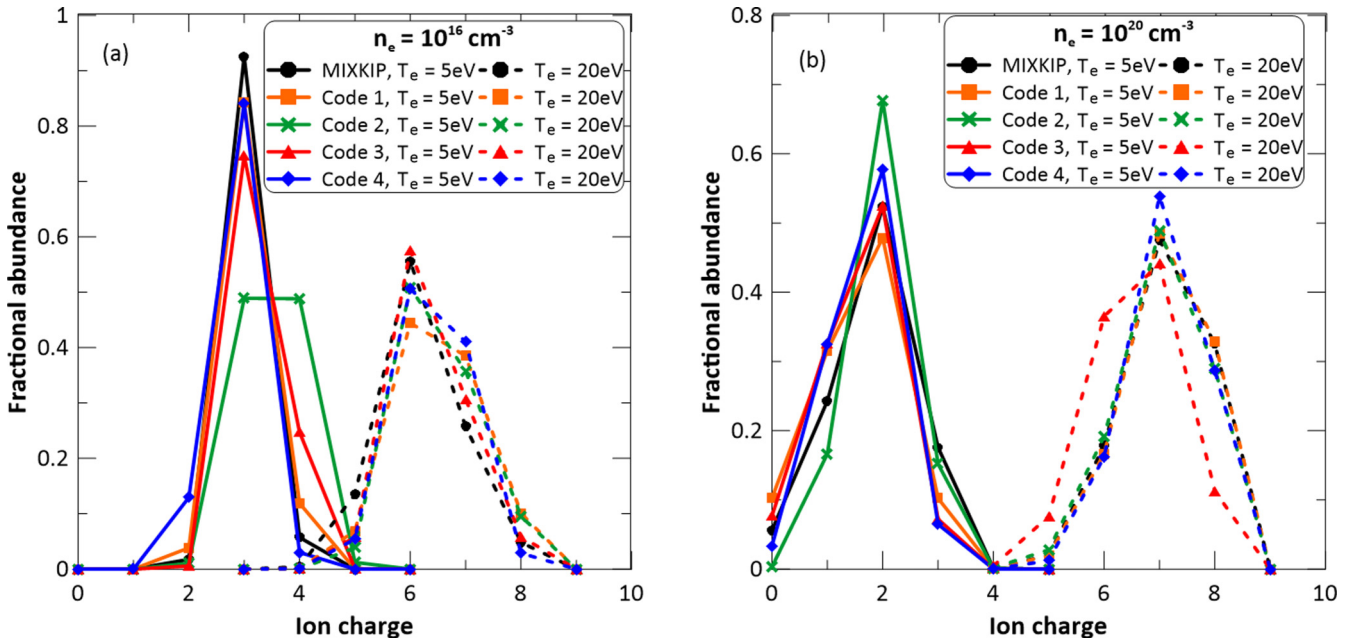 (a)
nₑ = 10¹⁶ cm⁻³
MIXKIP, Tₑ = 5eV Tₑ = 20eV
Code 1, Tₑ = 5eV Tₑ = 20eV
Code 2, Tₑ = 5eV Tₑ = 20eV
Code 3, Tₑ = 5eV Tₑ = 20eV
Code 4, Tₑ = 5eV Tₑ = 20eV
1
0.8
0.6
0.4
0.2
0
Fractional abundance
0 2 4 6 8 10
Ion charge
(b)
nₑ = 10²⁰ cm⁻³
MIXKIP, Tₑ = 5eV Tₑ = 20eV
Code 1, Tₑ = 5eV Tₑ = 20eV
Code 2, Tₑ = 5eV Tₑ = 20eV
Code 3, Tₑ = 5eV Tₑ = 20eV
Code 4, Tₑ = 5eV Tₑ = 20eV
0.8
0.6
0.4
0.2
0
Fractional abundance
0 2 4 6 8 10
Ion charge